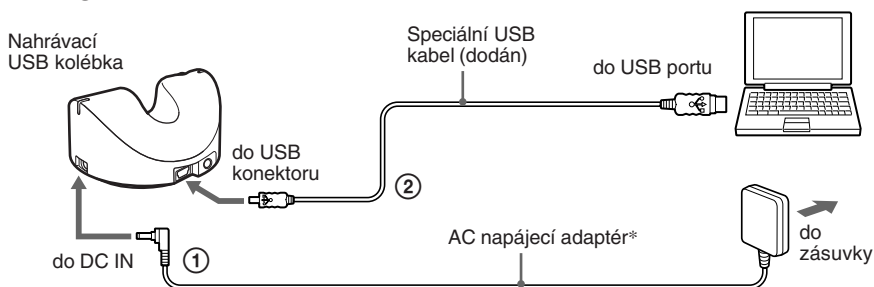 Nahrávací
USB kolébka
Speciální USB
kabel (dodán)
do USB portu
do USB
konektoru
②
do DC IN
①
AC napájecí adaptér*
do
zásuvky